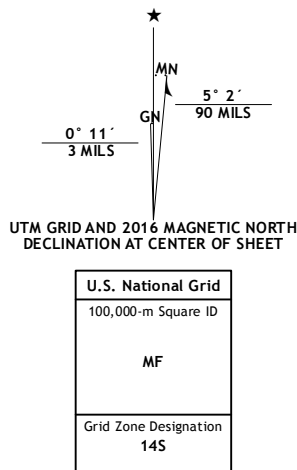 ★
MN
GN
5° 2´
90 MILS
0° 11´
3 MILS
UTM GRID AND 2016 MAGNETIC NORTH
DECLINATION AT CENTER OF SHEET
U.S. National Grid
100,000-m Square ID
MF
Grid Zone Designation
14S